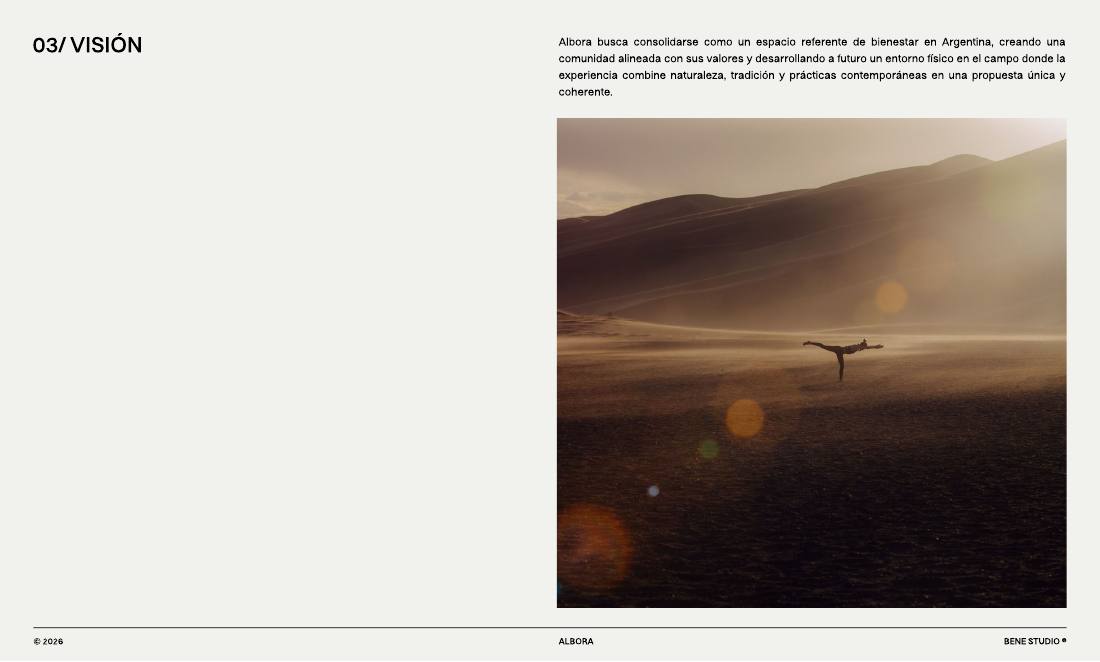 03/ VISIÓN
Albora busca consolidarse como un espacio referente de bienestar en Argentina, creando una
comunidad alineada con sus valores y desarrollando a futuro un entorno físico en el campo donde la
experiencia combine naturaleza, tradición y prácticas contemporáneas en una propuesta única y
coherente.
© 2026
ALBORA
BENE STUDIO ®